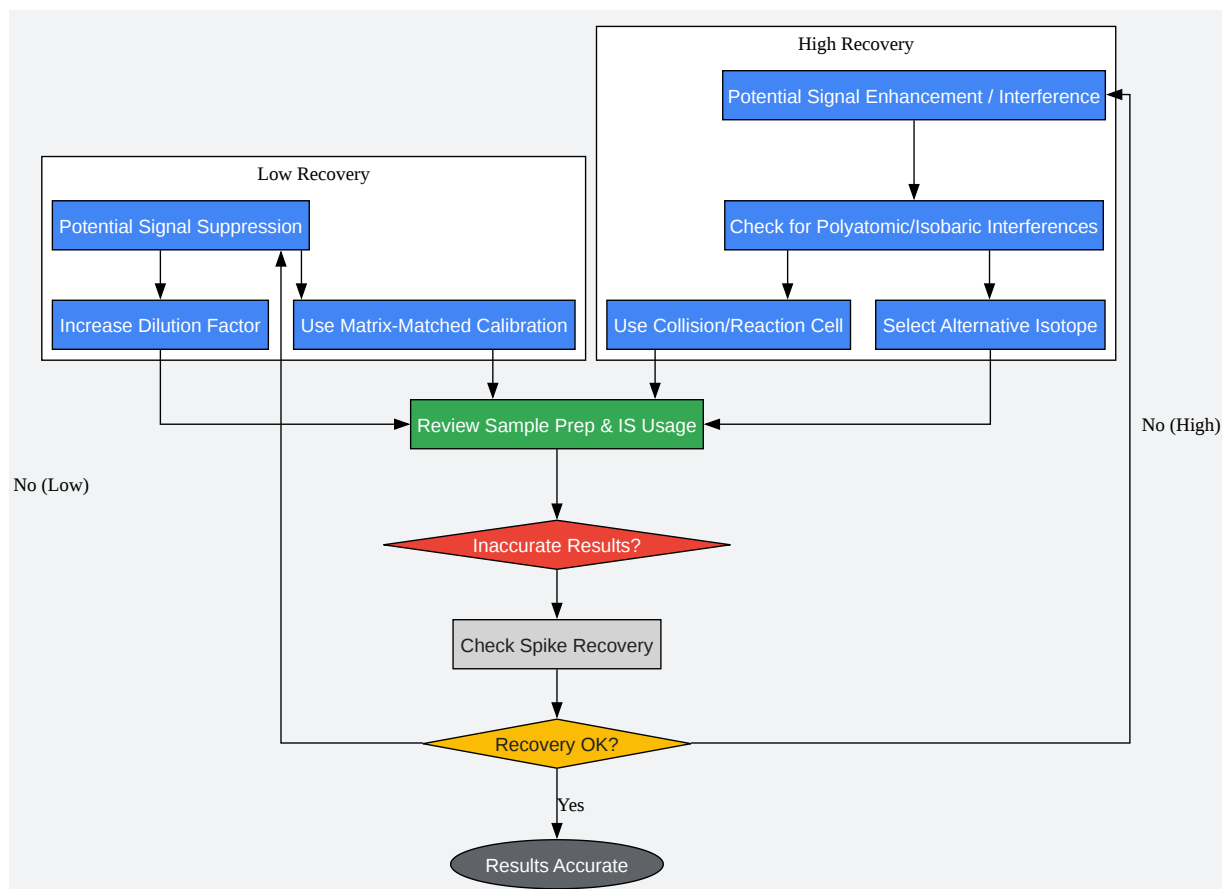 High Recovery
Potential Signal Enhancement / Interference
Low Recovery
Potential Signal Suppression
Check for Polyatomic/Isobaric Interferences
Increase Dilution Factor
Use Matrix-Matched Calibration
Use Collision/Reaction Cell
Select Alternative Isotope
Review Sample Prep & IS Usage
No (High)
No (Low)
Inaccurate Results?
Check Spike Recovery
Recovery OK?
Yes
Results Accurate